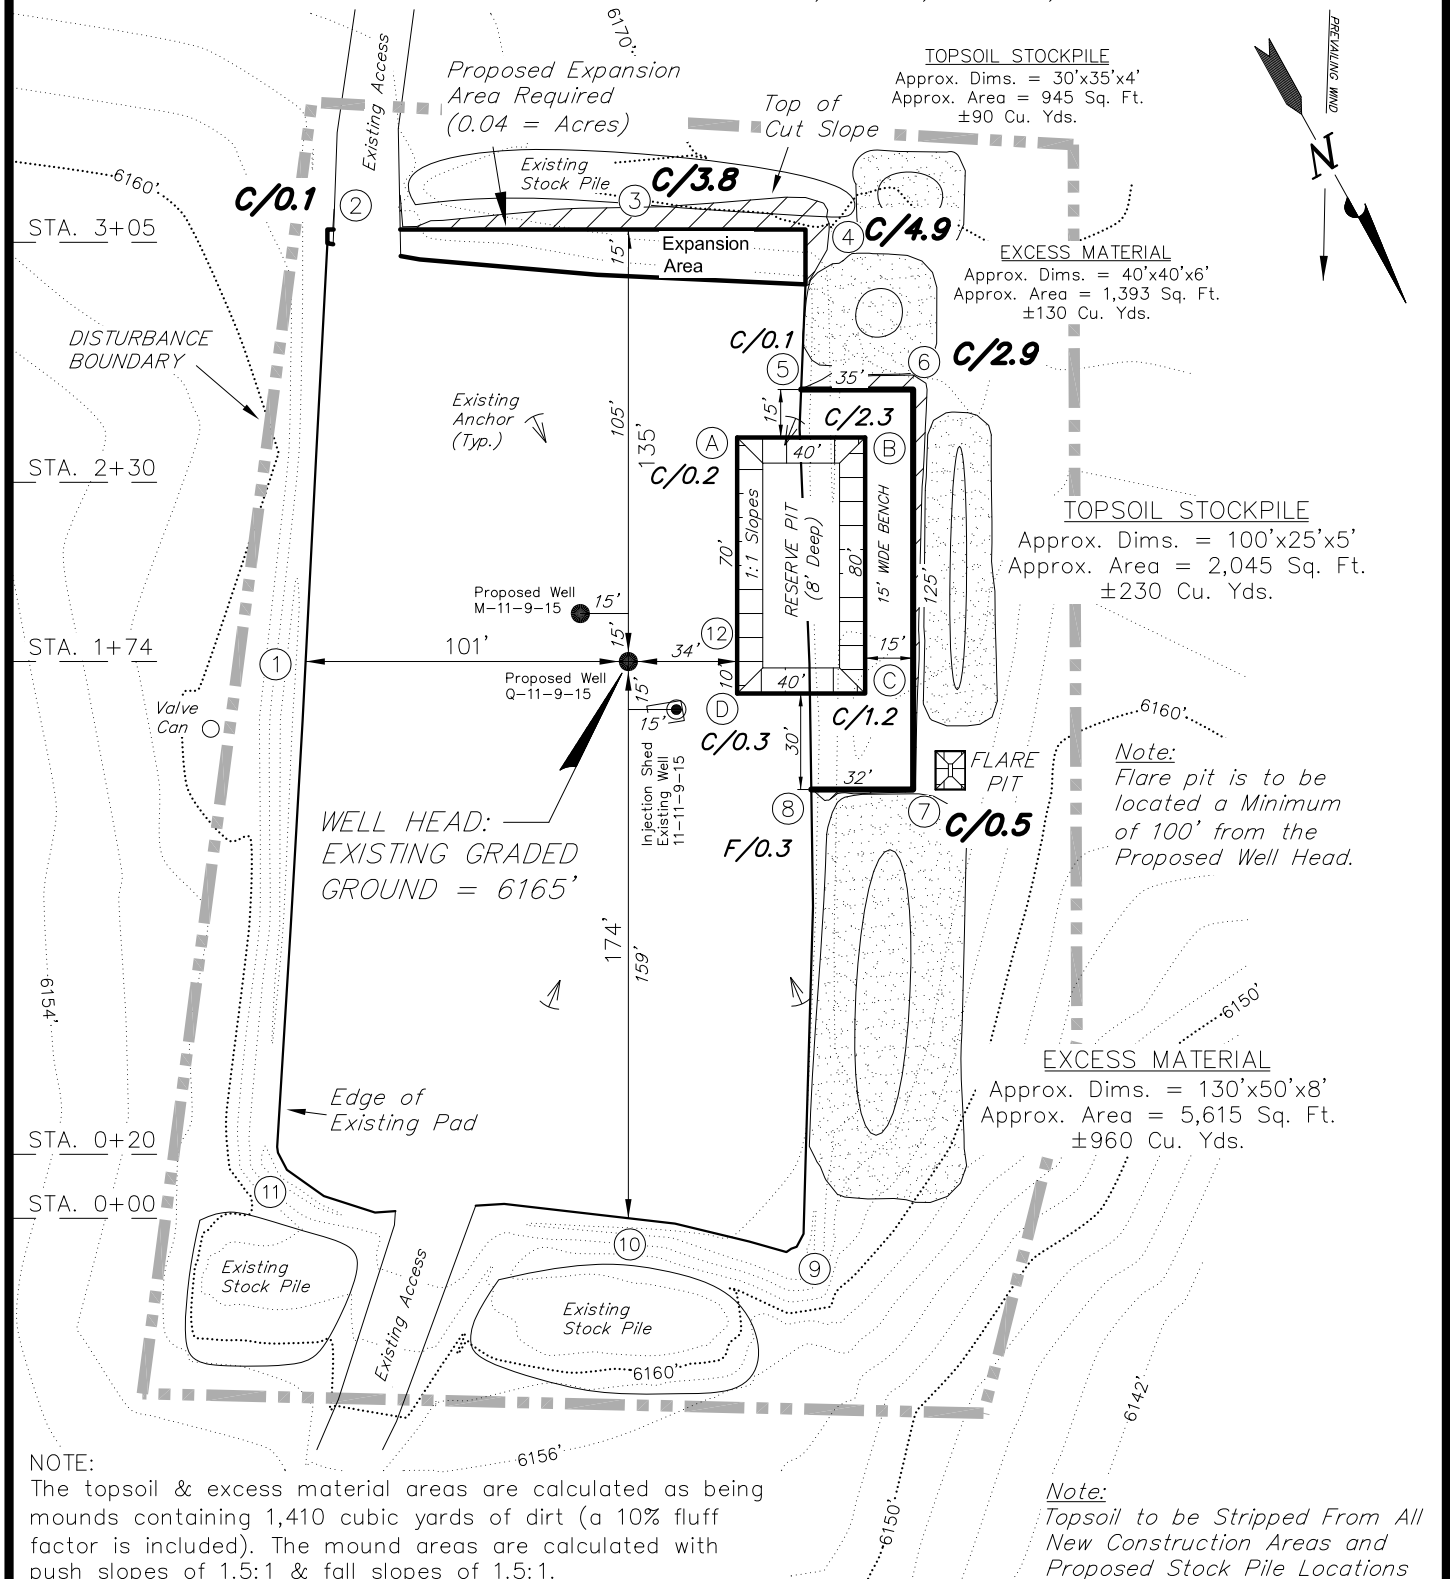 6170'
PREVAILING WIND
N
TOPSOIL STOCKPILE
Approx. Dims. = 30'x35'x4'
Approx. Area = 945 Sq. Ft.
±90 Cu. Yds.
Existing Access
Proposed Expansion
Area Required
(0.04 = Acres)
Top of
Cut Slope
6160'
Existing
Stock Pile
C/3.8
C/0.1
2
3
4
C/4.9
STA. 3+05
15'
Expansion
Area
EXCESS MATERIAL
Approx. Dims. = 40'x40'x6'
Approx. Area = 1,393 Sq. Ft.
±130 Cu. Yds.
DISTURBANCE
BOUNDARY
C/0.1
5
35'
6
C/2.9
Existing
Anchor
(Typ.)
105'
135'
15'
C/2.3
A
40'
B
C/0.2
STA. 2+30
TOPSOIL STOCKPILE
Approx. Dims. = 100'x25'x5'
Approx. Area = 2,045 Sq. Ft.
±230 Cu. Yds.
70'
1:1 Slopes
RESERVE PIT
(8' Deep)
80'
15' WIDE BENCH
125'
Proposed Well
M-11-9-15
15'
15'
12
STA. 1+74
1
101'
34'
15'
Proposed Well
Q-11-9-15
10'
40'
C
15'
15'
D
C/1.2
C/0.3
30'
Valve
Can
6160'
Injection Shed
Existing Well
11-11-9-15
FLARE
PIT
Note:
Flare pit is to be
located a Minimum
of 100' from the
Proposed Well Head.
32'
8
7
C/0.5
F/0.3
WELL HEAD:
EXISTING GRADED
GROUND = 6165'
174'
159'
6154'
6150'
EXCESS MATERIAL
Approx. Dims. = 130'x50'x8'
Approx. Area = 5,615 Sq. Ft.
±960 Cu. Yds.
Edge of
Existing Pad
STA. 0+20
11
STA. 0+00
10
9
Existing
Stock Pile
Existing Access
Existing
Stock Pile
6160'
6142'
6156'
6150'
NOTE:
The topsoil & excess material areas are calculated as being
mounds containing 1,410 cubic yards of dirt (a 10% fluff
factor is included). The mound areas are calculated with
push slopes of 1.5:1 & fall slopes of 1.5:1.
Note:
Topsoil to be Stripped From All
New Construction Areas and
Proposed Stock Pile Locations